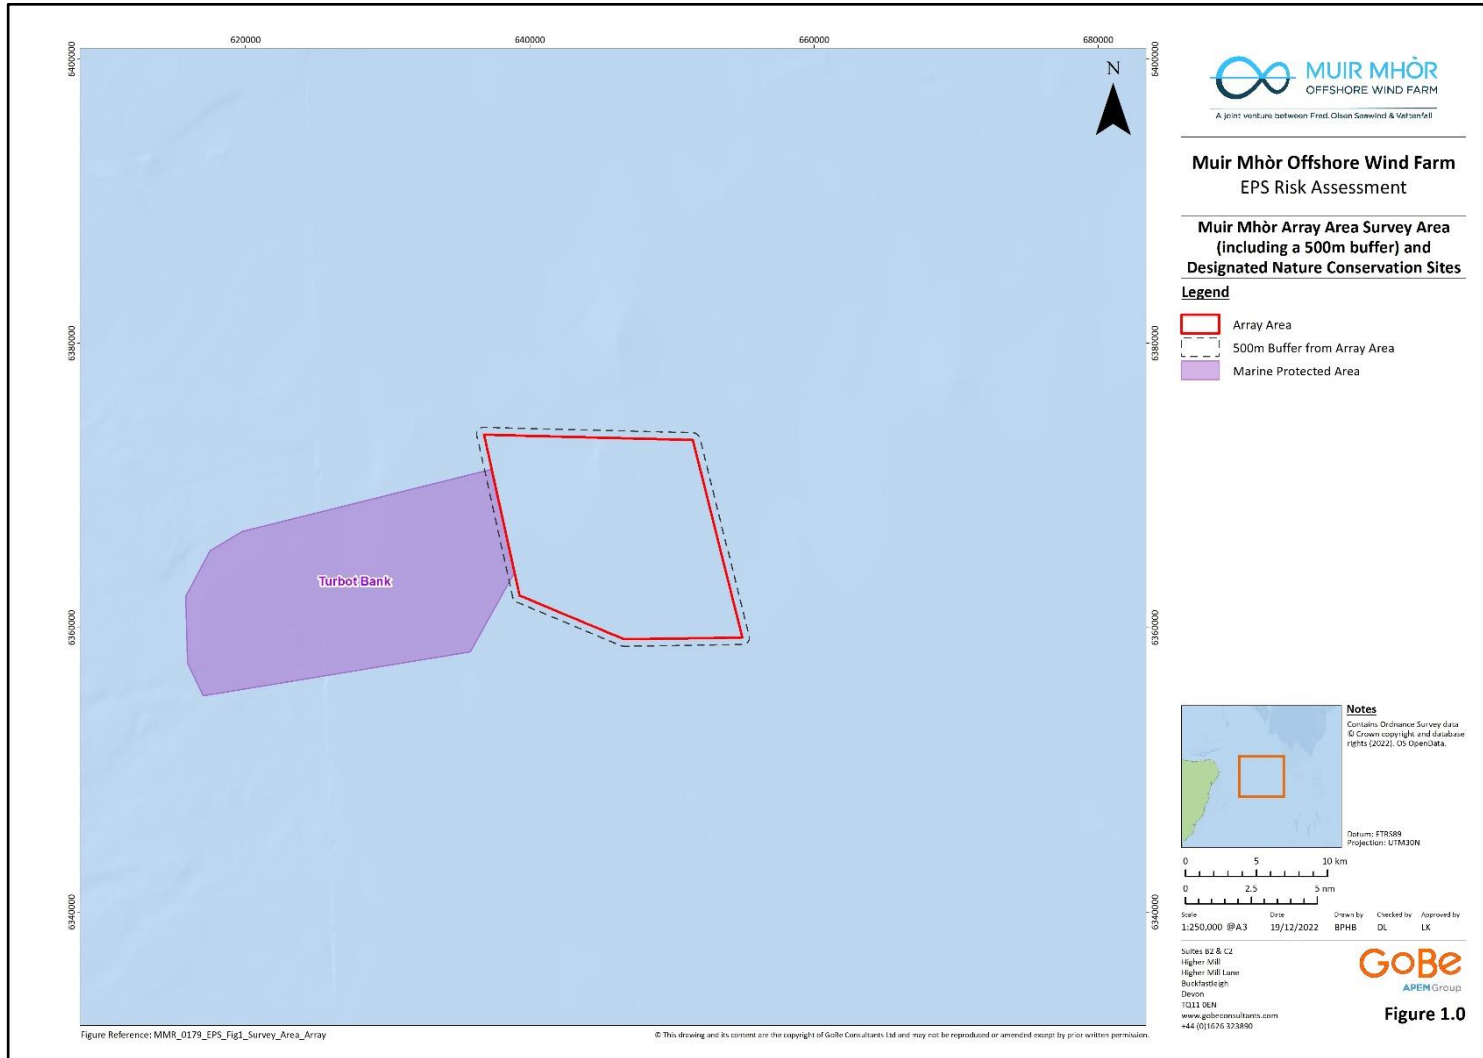 620000
640000
660000
680000
6400000
6400000
N
6380000
6380000
6360000
6360000
6340000
6340000
Turbot Bank
MUIR MHÒR
OFFSHORE WIND FARM
A joint venture between Fred. Olsen Seawind & Vattenfall
Muir Mhòr Offshore Wind Farm
EPS Risk Assessment
Muir Mhòr Array Area Survey Area
(including a 500m buffer) and
Designated Nature Conservation Sites
Legend
Array Area
500m Buffer from Array Area
Marine Protected Area
Notes
Contains Ordnance Survey data
© Crown copyright and database
rights (2022). OS OpenData.
Datum: ETRS89
Projection: UTM30N
0 5 10 km
0 2.5 5 nm
Scale Date Drawn by Checked by Approved by
1:250,000 @A3 19/12/2022 BPHB DL LK
Suites B2 & C2
Higher Mill
Higher Mill Lane
Buckfastleigh
Devon
TQ11 0EN
www.gobeconsultants.com
+44 (0)1626 323890
GoBe
APEMGroup
Figure 1.0
Figure Reference: MMR_0179_EPS_Fig1_Survey_Area_Array
© This drawing and its content are the copyright of GoBe Consultants Ltd and may not be reproduced or amended except by prior written permission.